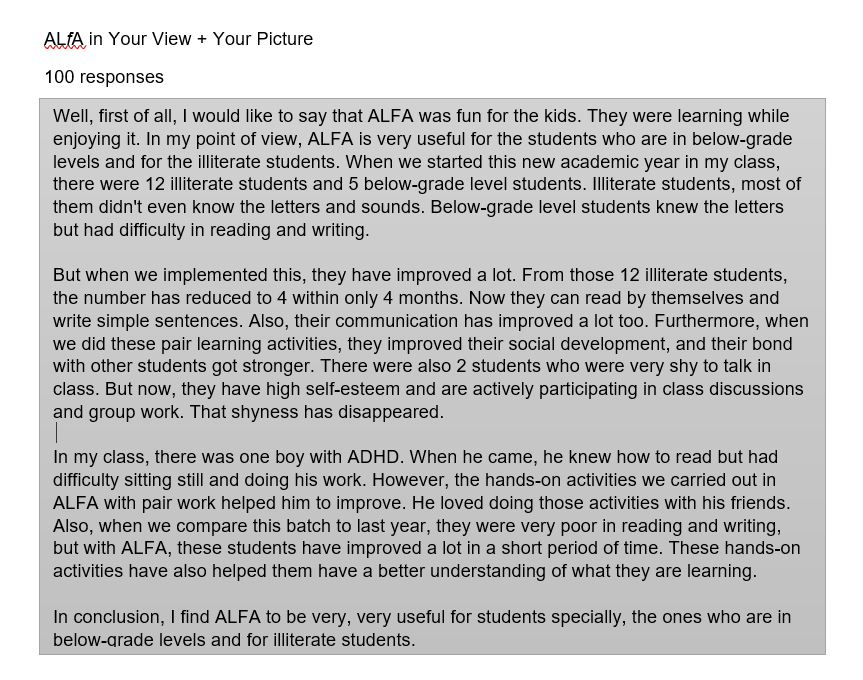 ALfA in Your View + Your Picture
100 responses
Well, first of all, I would like to say that ALFA was fun for the kids. They were learning while
enjoying it. In my point of view, ALFA is very useful for the students who are in below-grade
levels and for the illiterate students. When we started this new academic year in my class,
there were 12 illiterate students and 5 below-grade level students. Illiterate students, most of
them didn't even know the letters and sounds. Below-grade level students knew the letters
but had difficulty in reading and writing.
But when we implemented this, they have improved a lot. From those 12 illiterate students,
the number has reduced to 4 within only 4 months. Now they can read by themselves and
write simple sentences. Also, their communication has improved a lot too. Furthermore, when
we did these pair learning activities, they improved their social development, and their bond
with other students got stronger. There were also 2 students who were very shy to talk in
class. But now, they have high self-esteem and are actively participating in class discussions
and group work. That shyness has disappeared.
In my class, there was one boy with ADHD. When he came, he knew how to read but had
difficulty sitting still and doing his work. However, the hands-on activities we carried out in
ALFA with pair work helped him to improve. He loved doing those activities with his friends.
Also, when we compare this batch to last year, they were very poor in reading and writing,
but with ALFA, these students have improved a lot in a short period of time. These hands-on
activities have also helped them have a better understanding of what they are learning.
In conclusion, I find ALFA to be very, very useful for students specially, the ones who are in
below-grade levels and for illiterate students.